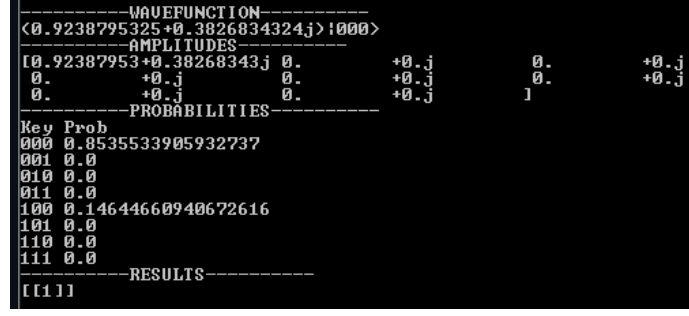 ----------WAVEFUNCTION----------
(0.9238795325+0.3826834324j)|000>
----------AMPLITUDES----------
[0.92387953+0.38268343j 0. +0.j 0. +0.j
0. +0.j 0. +0.j 0. +0.j
0. +0.j 0. +0.j ]
----------PROBABILITIES----------
Key Prob
000 0.8535533905932737
001 0.0
010 0.0
011 0.0
100 0.14644660940672616
101 0.0
110 0.0
111 0.0
----------RESULTS----------
[[1]]